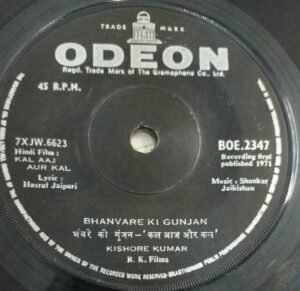 TRADE MARK
ODEON
Regd. Trade Mark of The Gramophone Co., Ltd.
45 R.P.M.
7XJW.6623
Hindi Film :
KAL AAJ
AUR KAL
Lyric :
Hasrat Jaipuri
BOE.2347
Recording first
published 1971
Music : Shankar
Jaikishan
BHANVARE KI GUNJAN
भंवरे की गुंजन-'कल आज और कल'
KISHORE KUMAR
R. K. Films